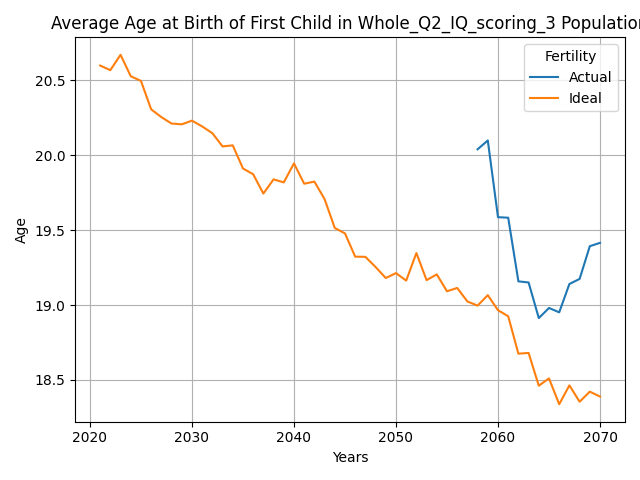 Average Age at Birth of First Child in Whole_Q2_IQ_scoring_3 Population
Fertility
Actual
Ideal
20.5
20.0
19.5
19.0
18.5
Age
2020
2030
2040
2050
2060
2070
Years